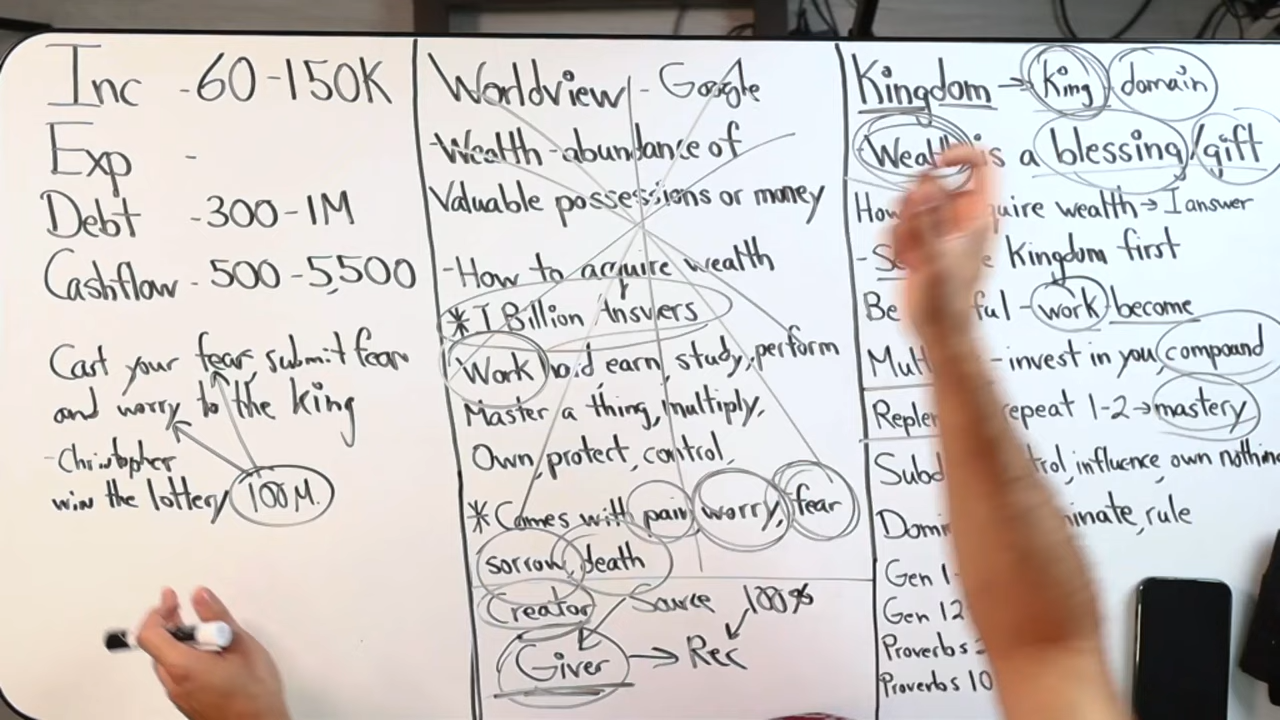 Inc - 60-150K
Exp -
Debt - 300-1M
Cashflow - 500-5,500
Cast your fear, submit fear
and worry to the king
-Christopher
win the lottery 100M.
Worldview - Google
-Wealth-abundance of
Valuable possessions or money
-How to acquire wealth
*1 Billion Answers
Work hard earn, study, perform
Master a thing, multiply,
Own, protect, control,
*Comes with pain, worry, fear
sorrow, death
Creator Source 100%
Giver → Rec
Kingdom → King domain
Wealth is a blessing/gift
wealth → I answer
Kingdom first
work become
- invest in you, compound
repeat 1-2 → mastery
influence, own nothing
rule
Gen 1
Gen 12
Proverbs
Proverbs 10